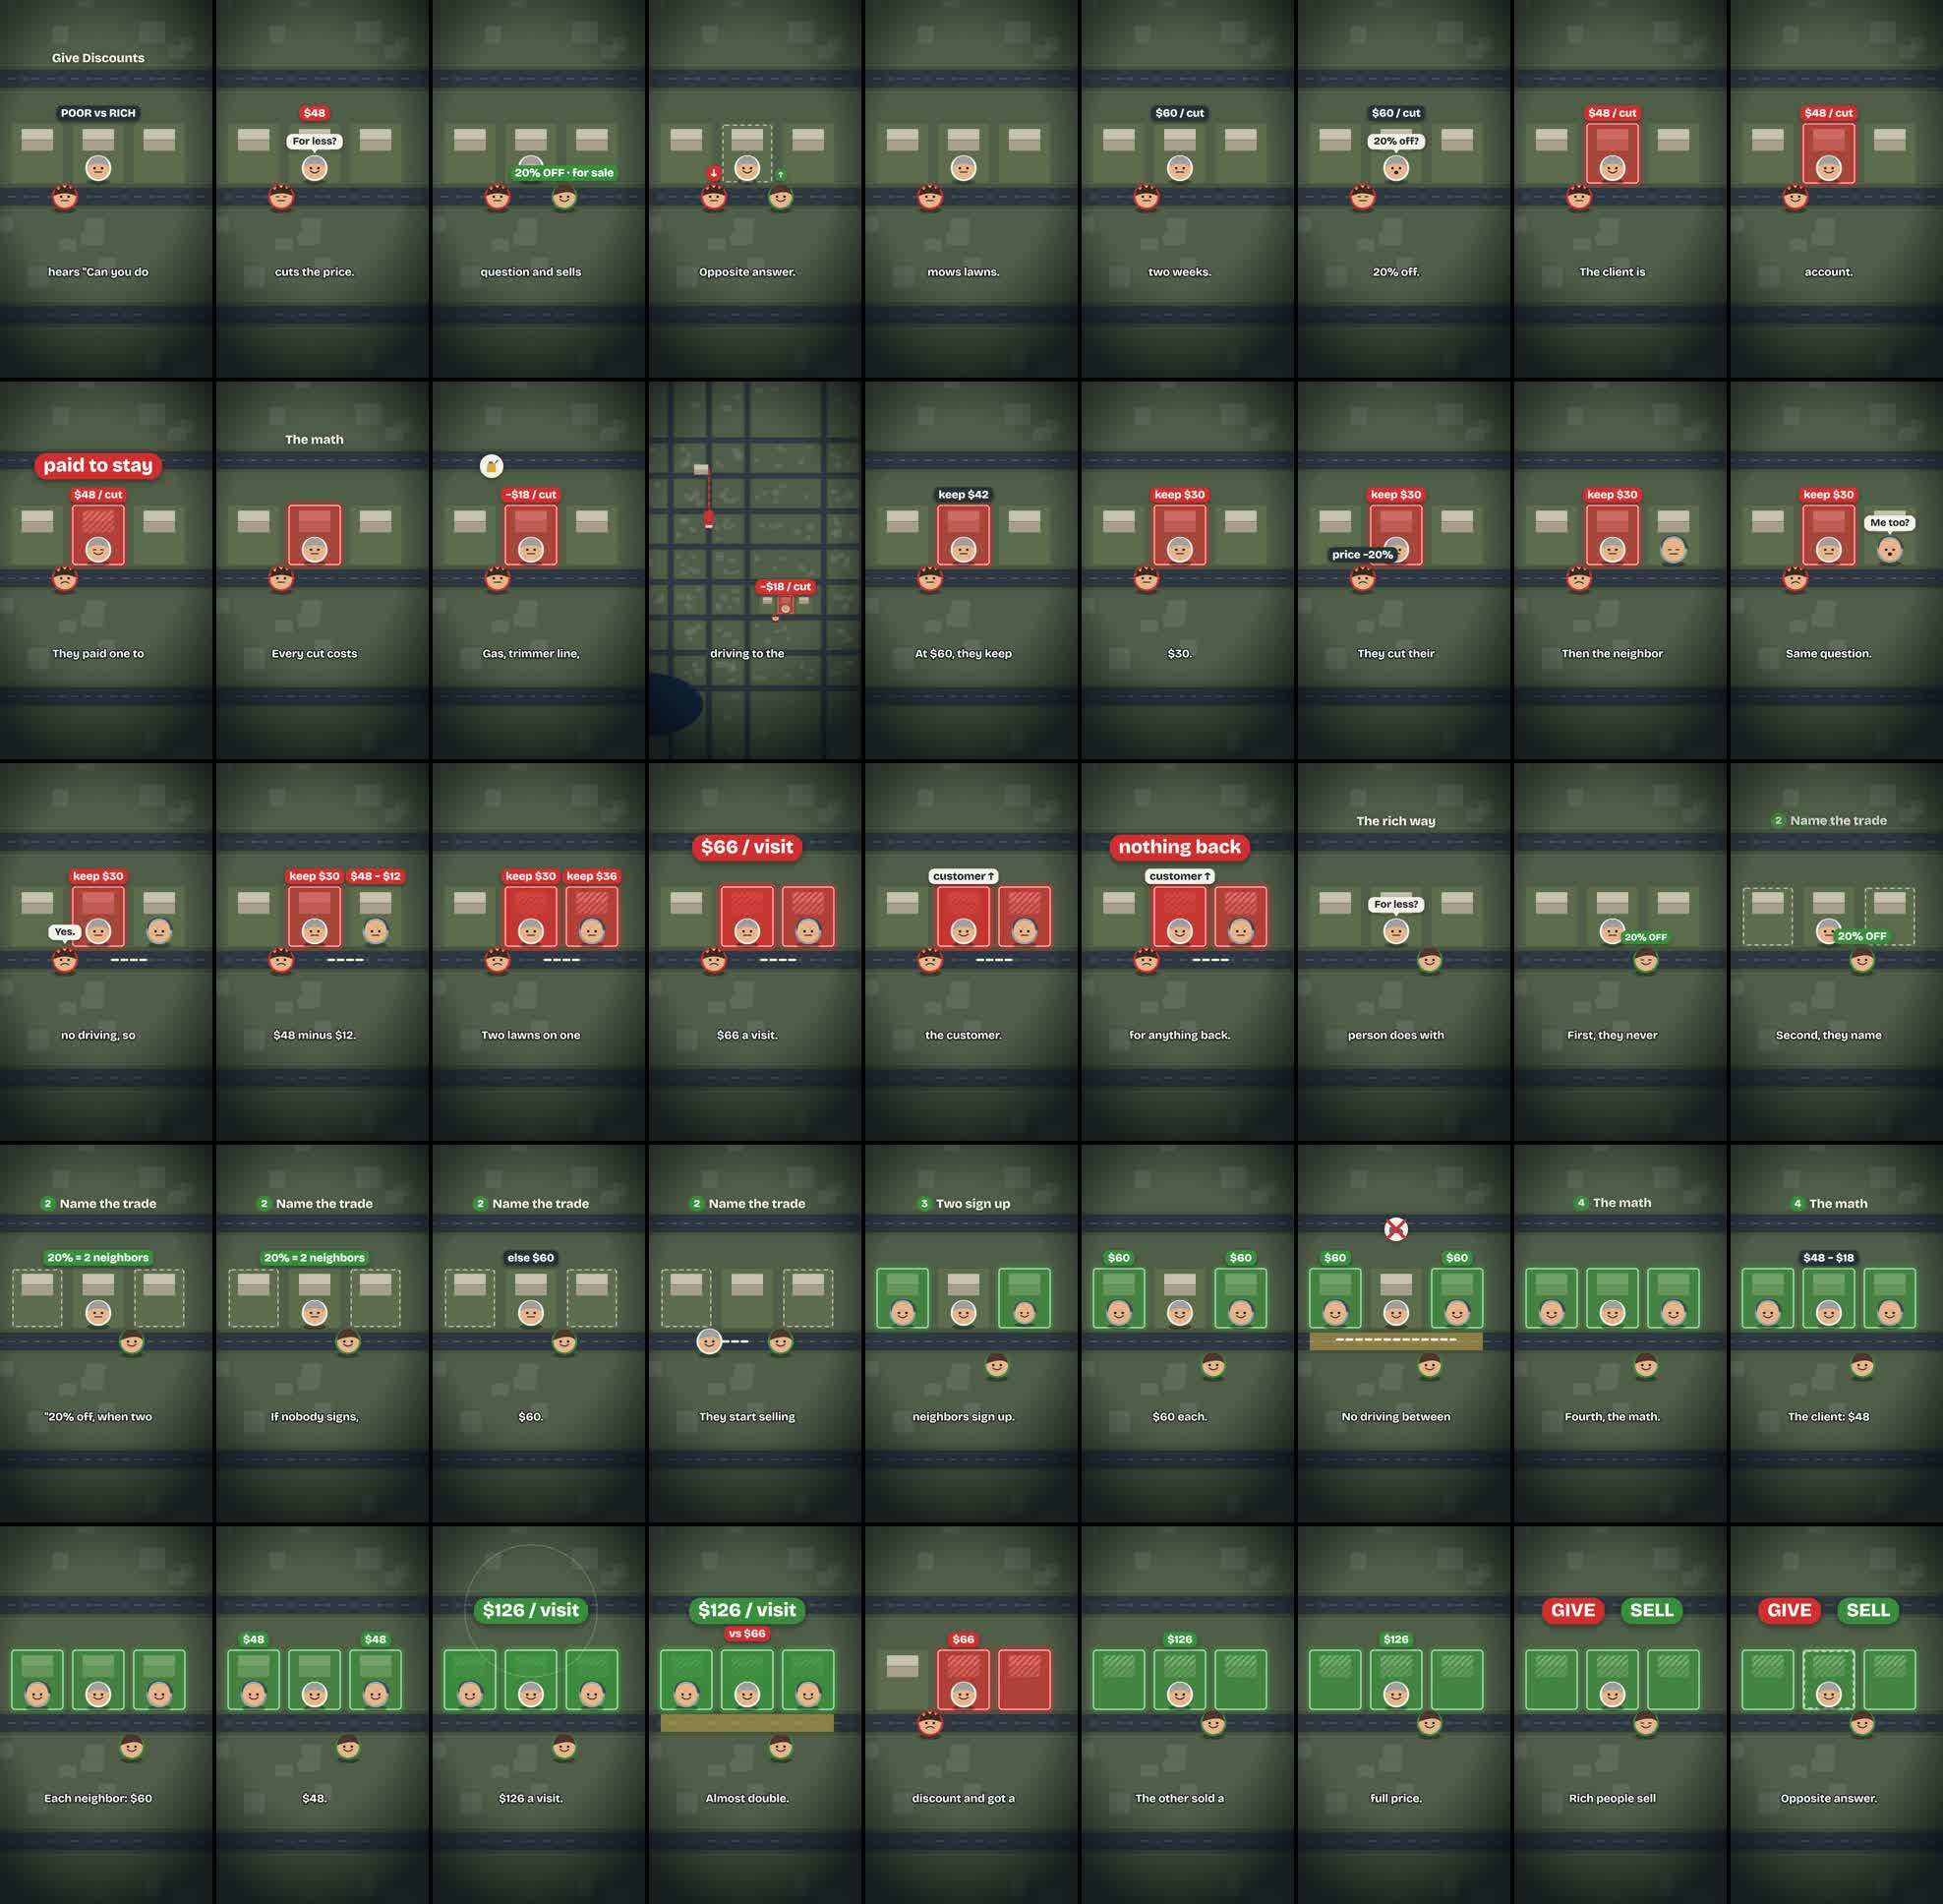 Give Discounts
POOR vs RICH
hears "Can you do
$48
For less?
cuts the price.
20% OFF · for sale
question and sells
↓
↑
Opposite answer.
mows lawns.
$60 / cut
two weeks.
$60 / cut
20% off?
20% off.
$48 / cut
The client is
$48 / cut
account.
paid to stay
$48 / cut
They paid one to
The math
Every cut costs
-$18 / cut
Gas, trimmer line,
-$18 / cut
driving to the
keep $42
At $60, they keep
keep $30
$30.
keep $30
price -20%
They cut their
keep $30
Then the neighbor
keep $30
Me too?
Same question.
keep $30
Yes.
no driving, so
keep $30
$48 - $12
$48 minus $12.
keep $30
keep $36
Two lawns on one
$66 / visit
$66 a visit.
customer ↑
the customer.
nothing back
customer ↑
for anything back.
The rich way
For less?
person does with
20% OFF
First, they never
2 Name the trade
20% OFF
Second, they name
2 Name the trade
20% = 2 neighbors
"20% off, when two
2 Name the trade
20% = 2 neighbors
If nobody signs,
2 Name the trade
else $60
$60.
2 Name the trade
They start selling
3 Two sign up
neighbors sign up.
$60
$60
$60 each.
$60
$60
No driving between
4 The math
Fourth, the math.
4 The math
$48 - $18
The client: $48
Each neighbor: $60
$48
$48
$48.
$126 / visit
$126 a visit.
$126 / visit
vs $66
Almost double.
$66
discount and got a
$126
The other sold a
$126
full price.
GIVE
SELL
Rich people sell
GIVE
SELL
Opposite answer.